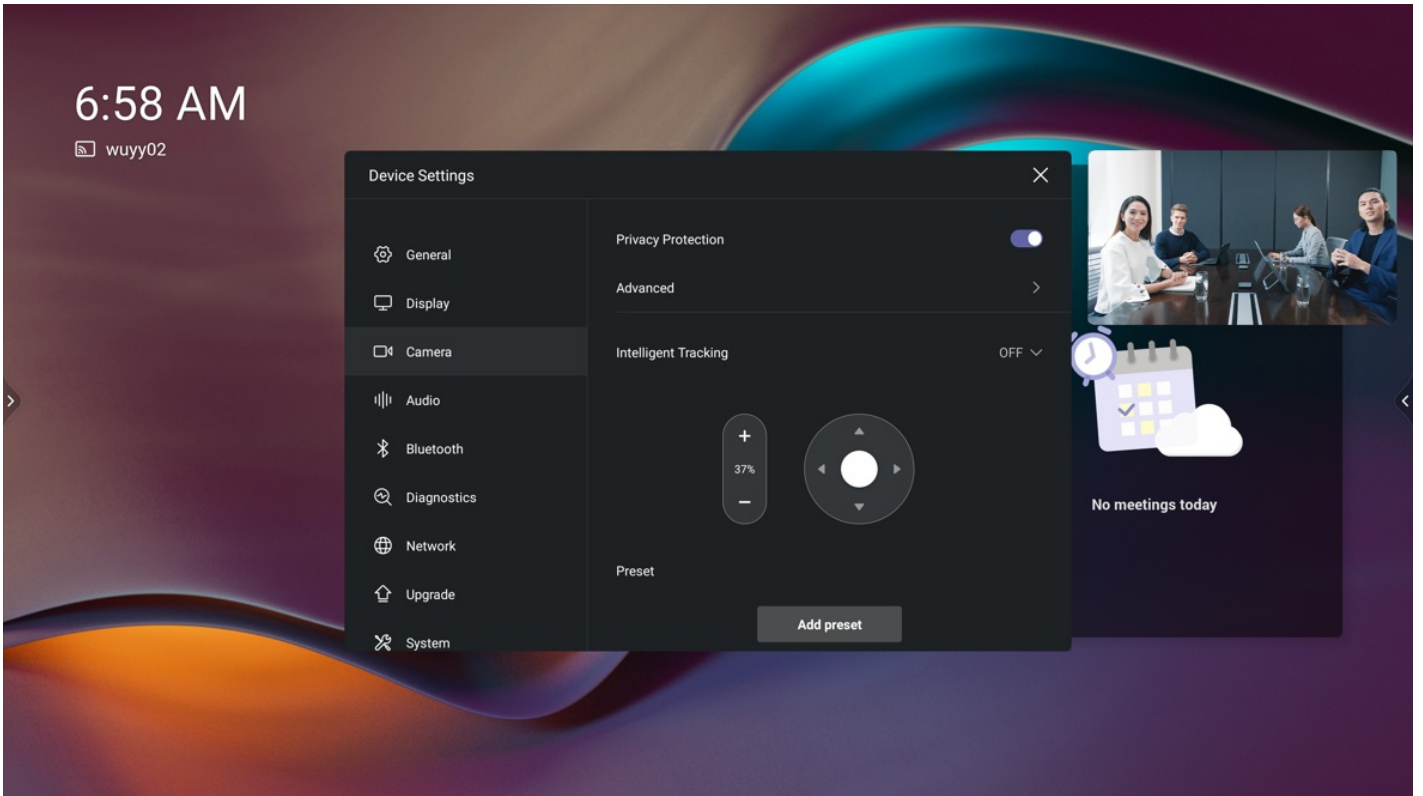 6:58 AM
wuyy02
Device Settings
General
Display
Camera
Audio
Bluetooth
Diagnostics
Network
Upgrade
System
Privacy Protection
Advanced
Intelligent Tracking OFF
37%
Preset
Add preset
No meetings today